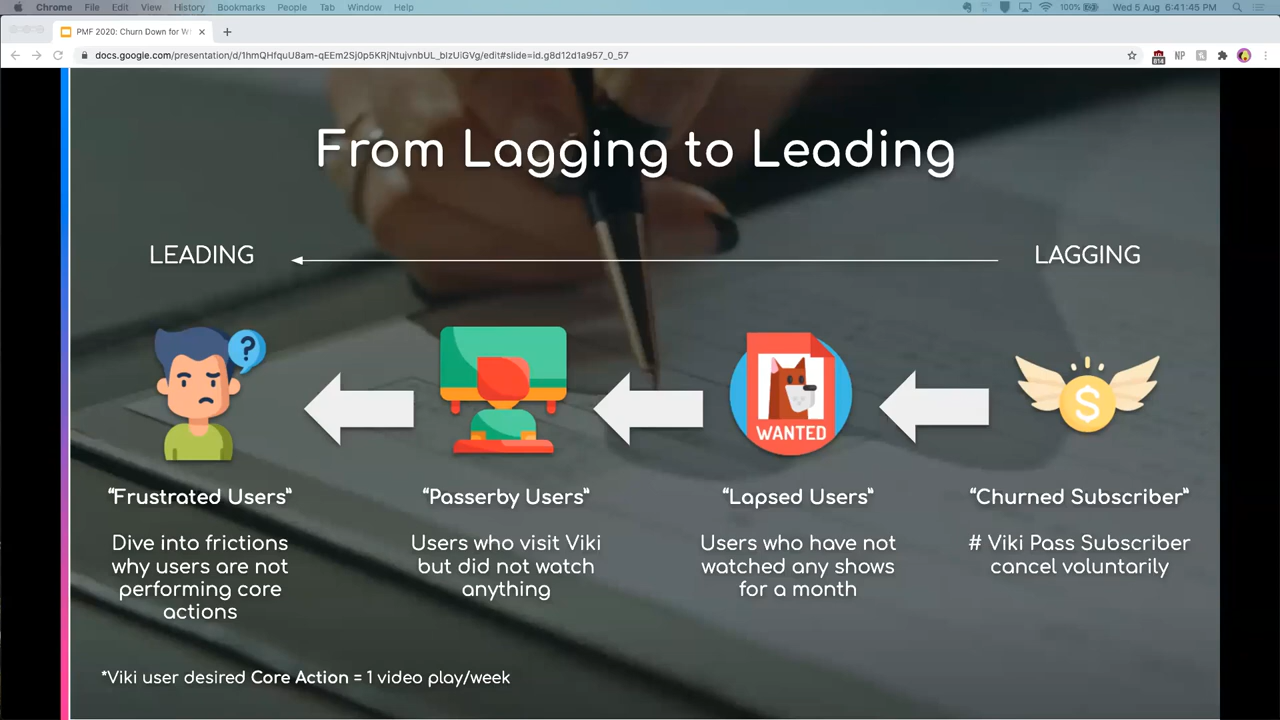 Chrome File Edit View History Bookmarks People Tab Window Help 100% Wed 5 Aug 6:41:45 PM
PMF 2020: Churn Down for W
docs.google.com/presentation/d/1hmQHfquU8am-qEEm2Sj0p5KRjNtujvnbUL_bIzUlGVg/edit#slide=id.g8d12d1a957_0_57
814
NP
From Lagging to Leading
LEADING
LAGGING
?
WANTED
$
“Frustrated Users”
Dive into frictions
why users are not
performing core
actions
“Passerby Users”
Users who visit Viki
but did not watch
anything
“Lapsed Users”
Users who have not
watched any shows
for a month
“Churned Subscriber”
# Viki Pass Subscriber
cancel voluntarily
*Viki user desired Core Action = 1 video play/week